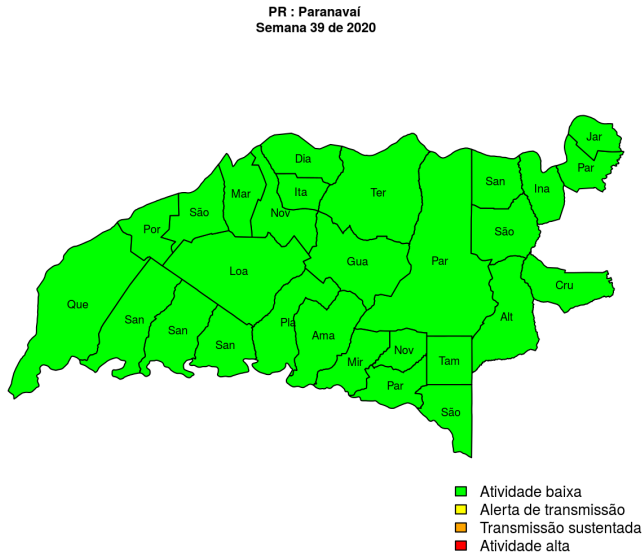 PR : Paranavaí
Semana 39 de 2020
Jar
Par
Dia
Ita
Mar
Ter
San
Ina
São
Nov
Por
São
Loa
Gua
Par
Cru
Que
San
San
San
Pla
Ama
Alt
Mir
Nov
Tam
Par
São
Atividade baixa
Alerta de transmissão
Transmissão sustentada
Atividade alta